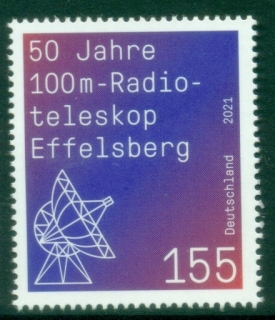 50 Jahre
100m-Radio-
teleskop
Effelsberg
Deutschland 2021
155